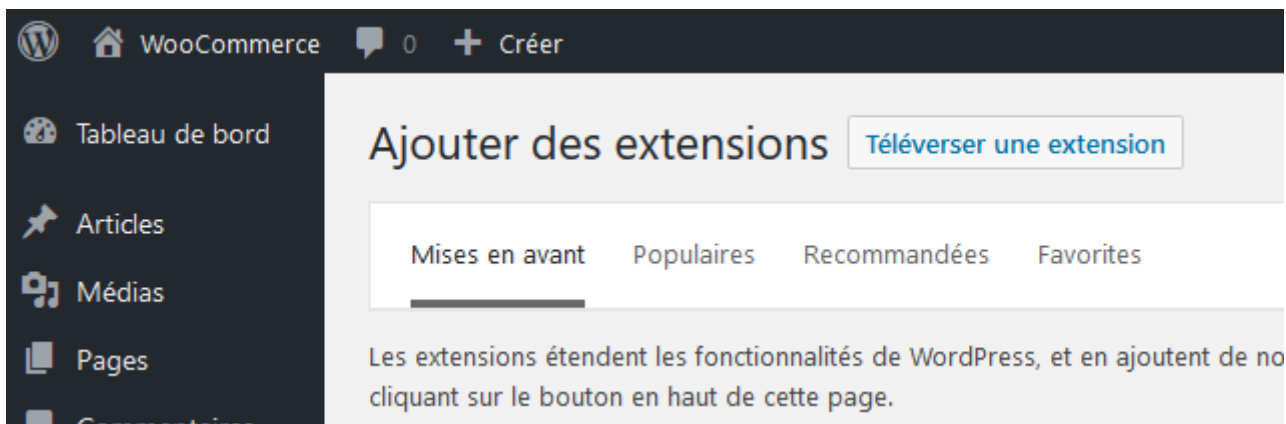 WooCommerce 0 Créer
Tableau de bord
Ajouter des extensions Téléverser une extension
Articles
Mises en avant Populaires Recommandées Favorites
Médias
Pages
Les extensions étendent les fonctionnalités de WordPress, et en ajoutent de no
cliquant sur le bouton en haut de cette page.